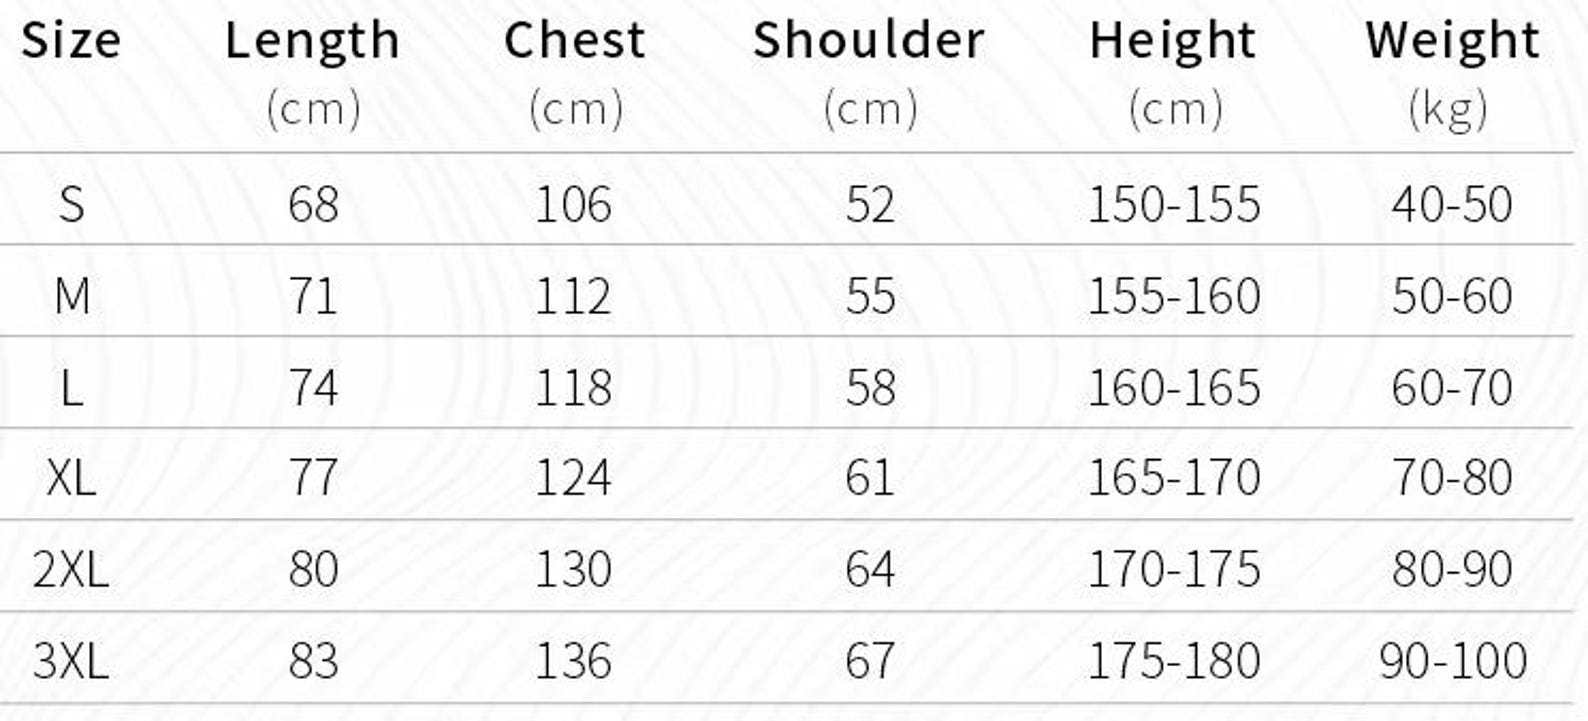 Size Length Chest Shoulder Height Weight
(cm) (cm) (cm) (cm) (kg)
S 68 106 52 150-155 40-50
M 71 112 55 155-160 50-60
L 74 118 58 160-165 60-70
XL 77 124 61 165-170 70-80
2XL 80 130 64 170-175 80-90
3XL 83 136 67 175-180 90-100